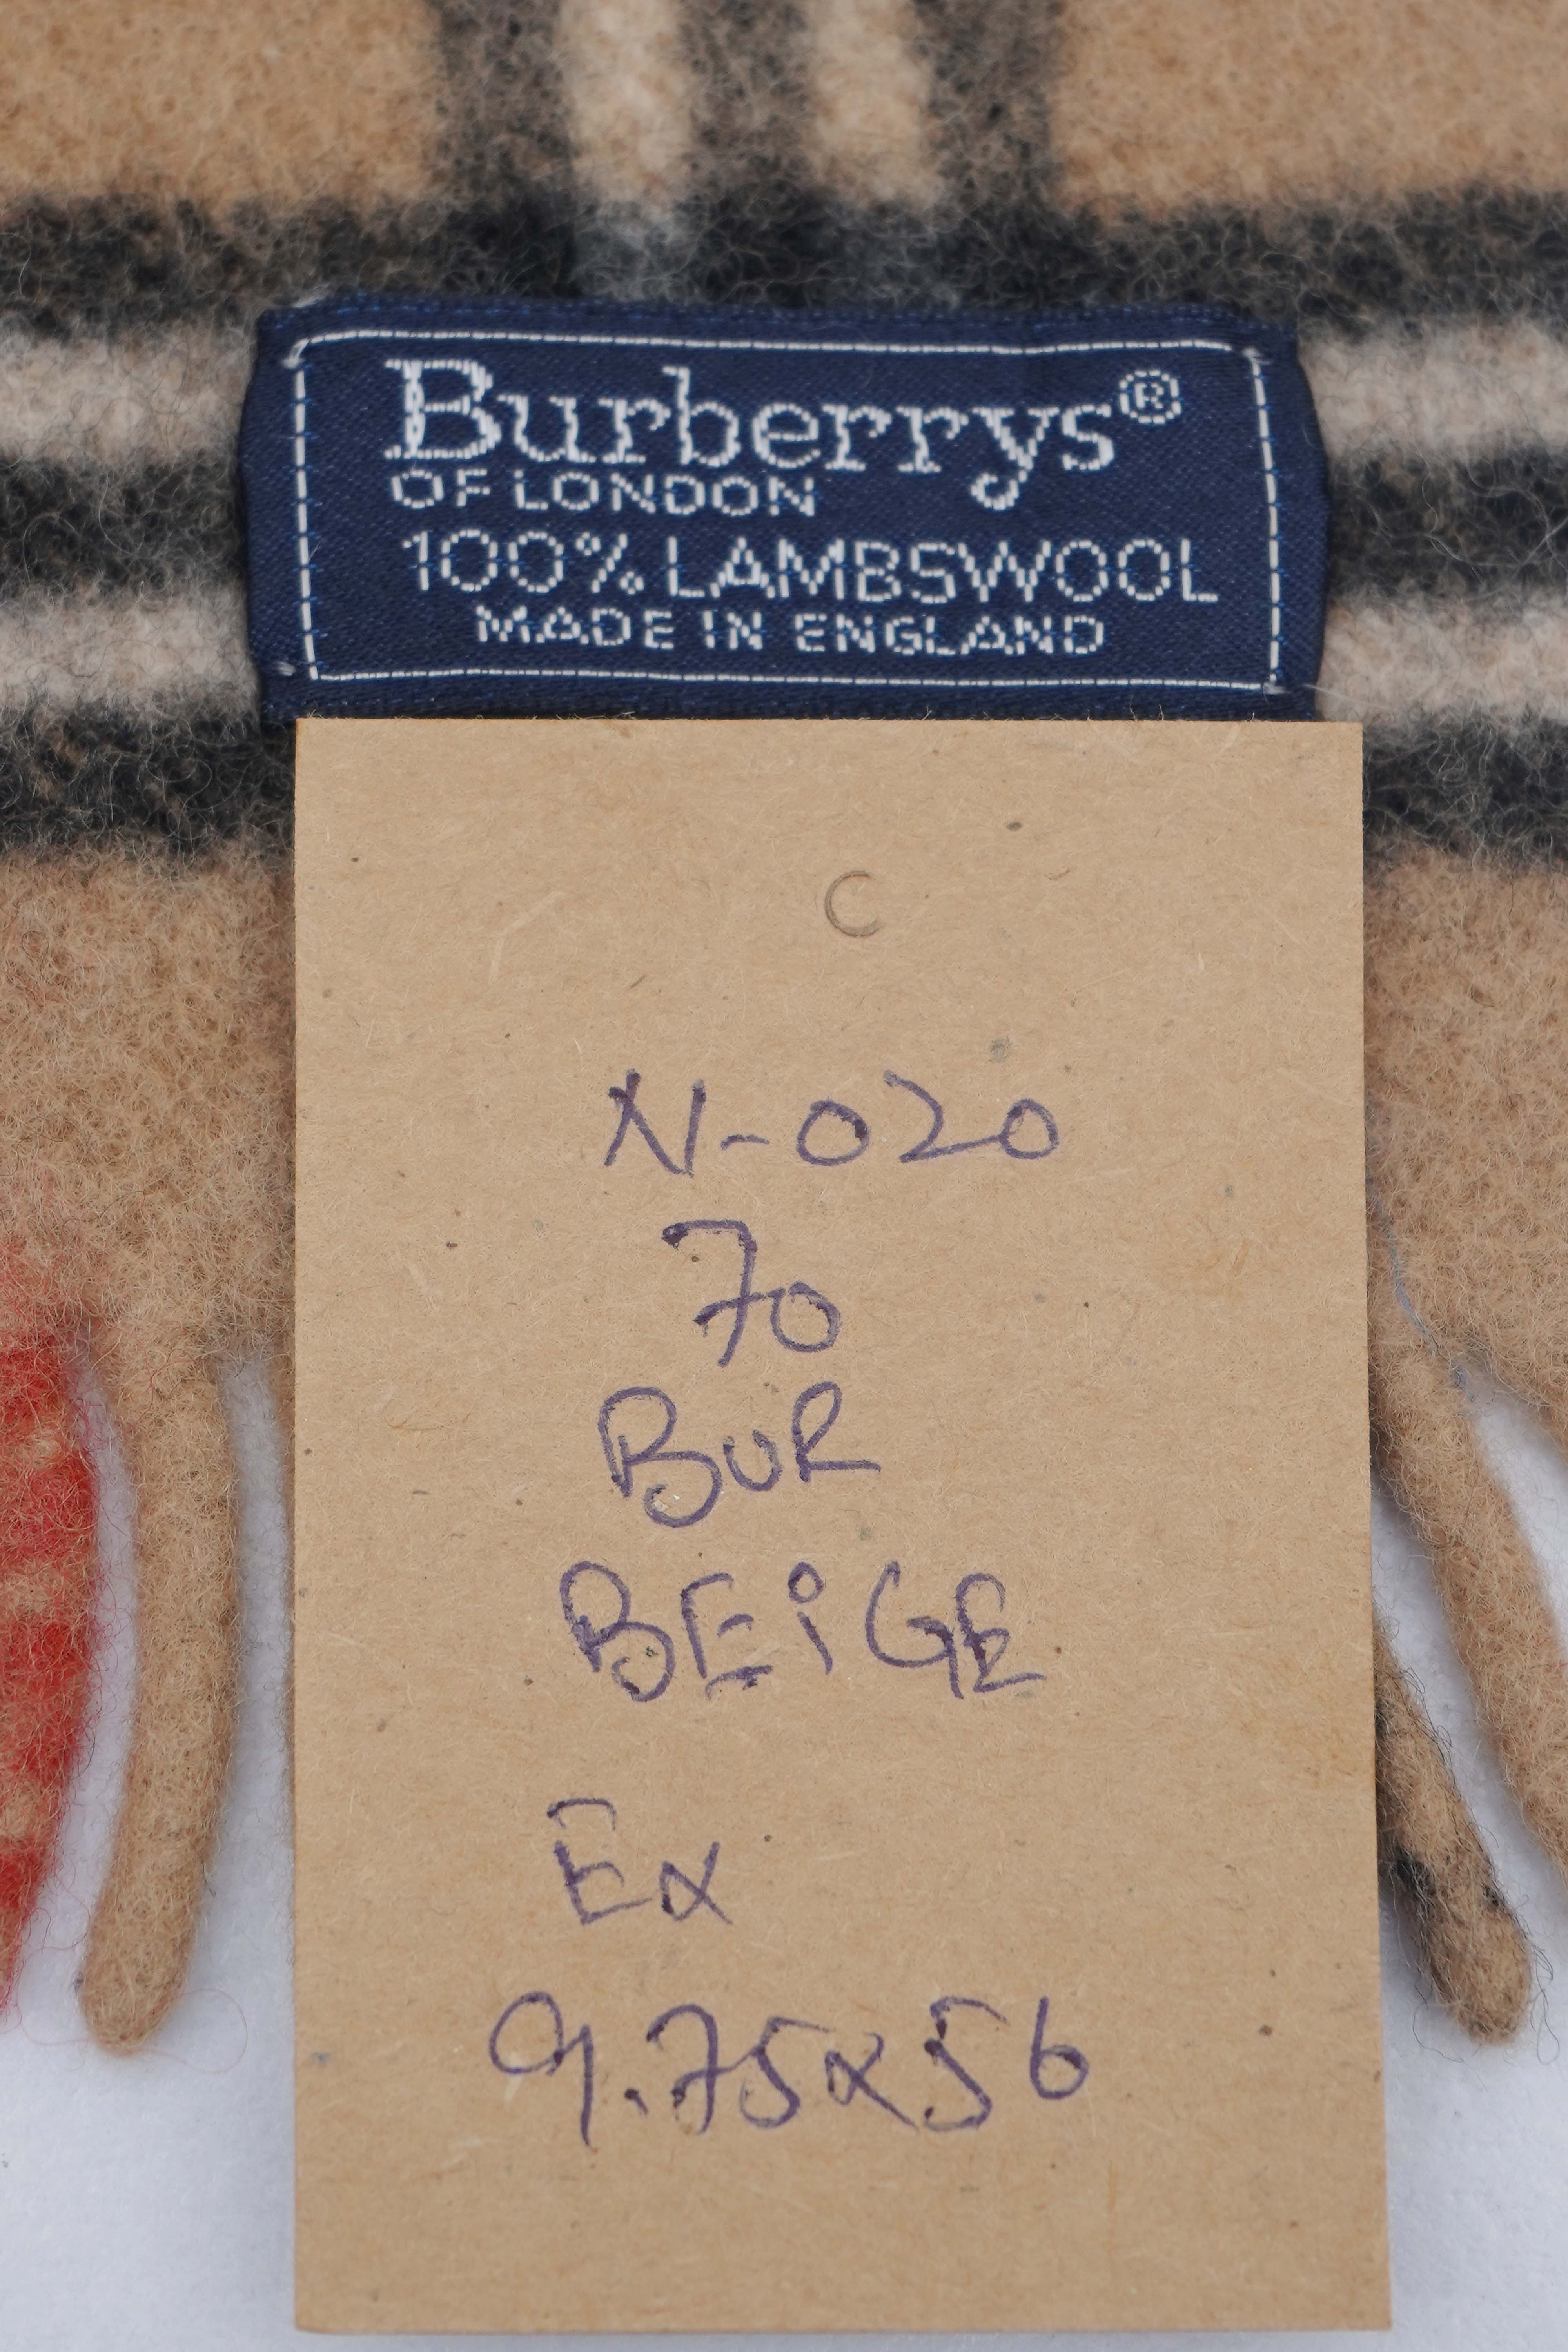 Burberrys®
OF LONDON
100% LAMBSWOOL
MADE IN ENGLAND
C
N-020
70
BUR
BEiGE
Ex
9.75x56